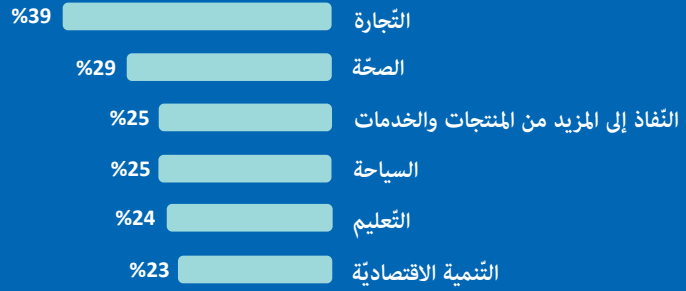 التّجارة %39
الصحّة %29
النّفاذ إلى المزيد من المنتجات والخدمات %25
السياحة %25
التّعليم %24
التّنمية الاقتصاديّة %23